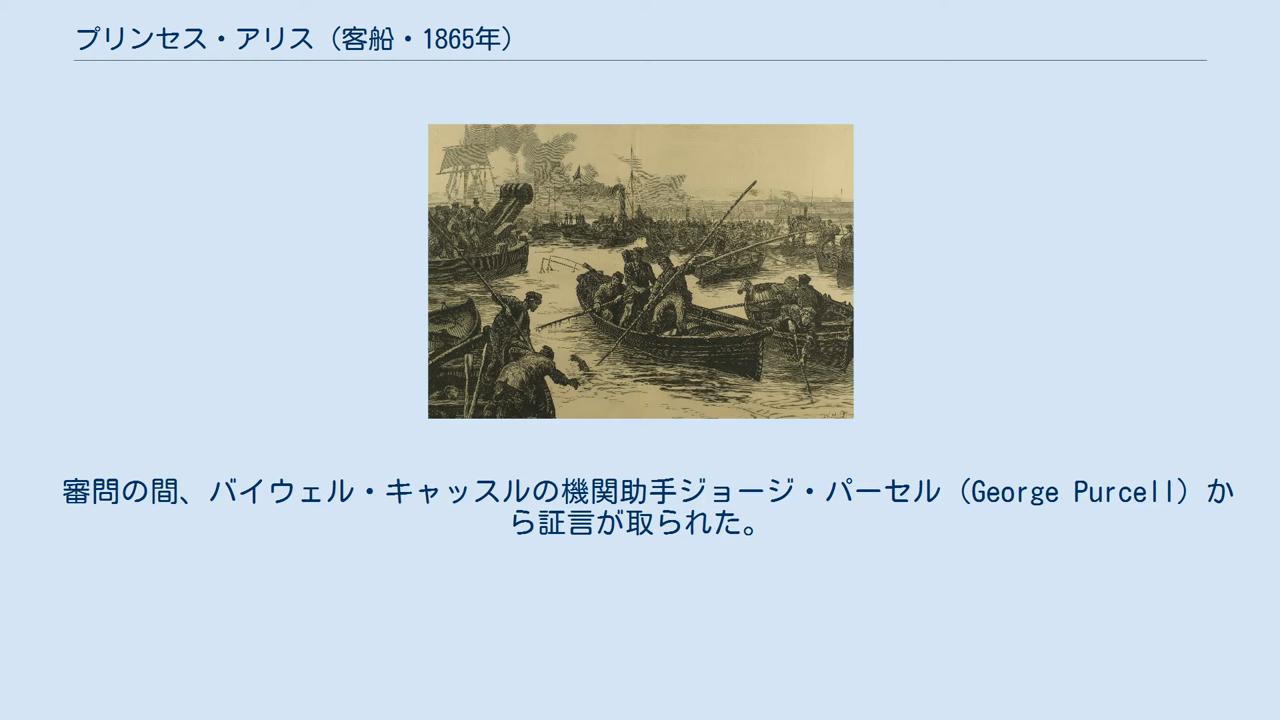 プリンセス・アリス（客船・1865年）
審問の間、バイウェル・キャッスルの機関助手ジョージ・パーセル（George Purcell）か
ら証言が取られた。